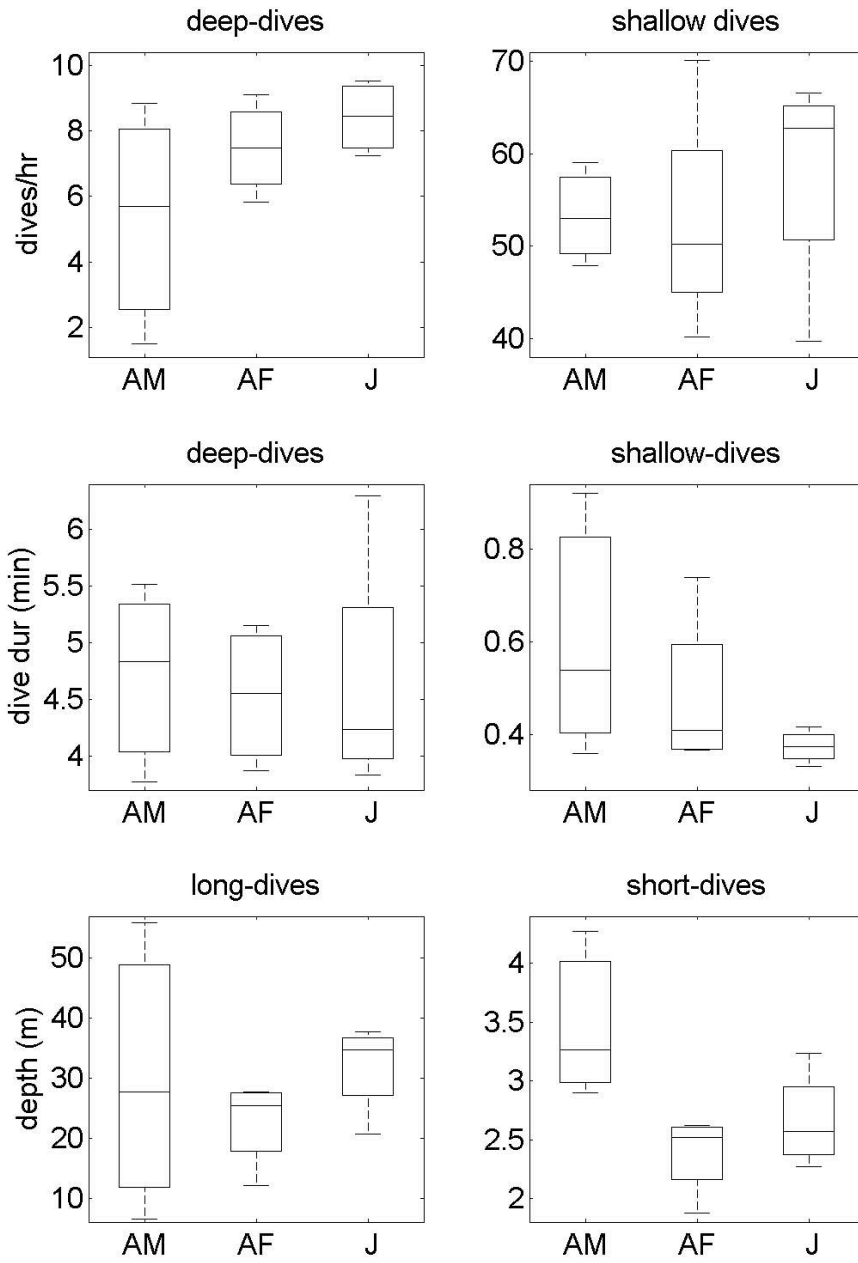 deep-dives
shallow dives
dives/hr
10
8
6
4
2
70
60
50
40
AM AF J
AM AF J
deep-dives
shallow-dives
dive dur (min)
6
5.5
5
4.5
4
0.8
0.6
0.4
AM AF J
AM AF J
long-dives
short-dives
depth (m)
50
40
30
20
10
4
3.5
3
2.5
2
AM AF J
AM AF J